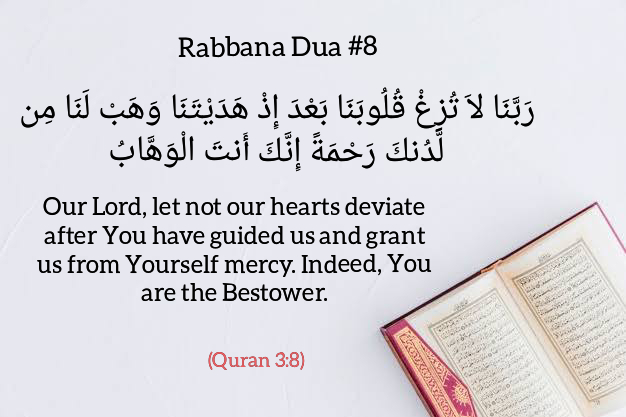 Rabbana Dua #8
رَبَّنَا لاَ تُزِغْ قُلُوبَنَا بَعْدَ إِذْ هَدَيْتَنَا وَهَبْ لَنَا مِن
لَّدُنكَ رَحْمَةً إِنَّكَ أَنتَ الْوَهَّابُ
Our Lord, let not our hearts deviate
after You have guided us and grant
us from Yourself mercy. Indeed, You
are the Bestower.
(Quran 3:8)